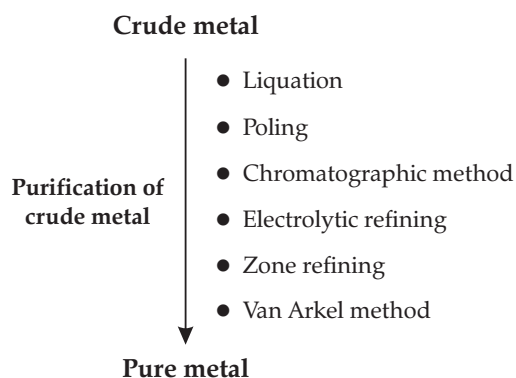 Crude metal
● Liquation
● Poling
● Chromatographic method
Purification of
crude metal
● Electrolytic refining
● Zone refining
● Van Arkel method
Pure metal